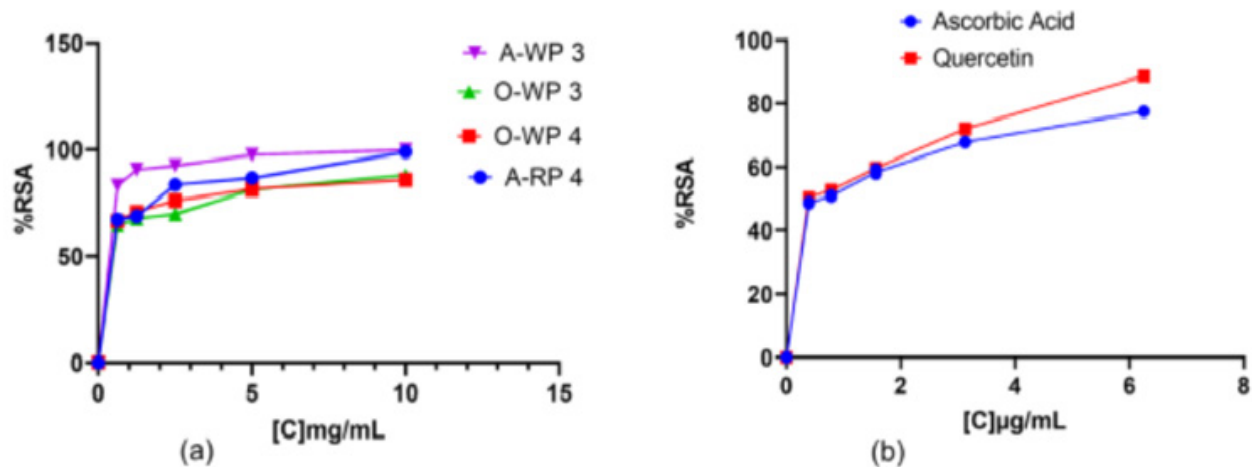 150
100
50
0
%RSA
0
5
10
15
[C]mg/mL
A-WP 3
O-WP 3
O-WP 4
A-RP 4
(a)
Ascorbic Acid
Quercetin
100
80
60
40
20
0
%RSA
0
2
4
6
8
[C]µg/mL
(b)